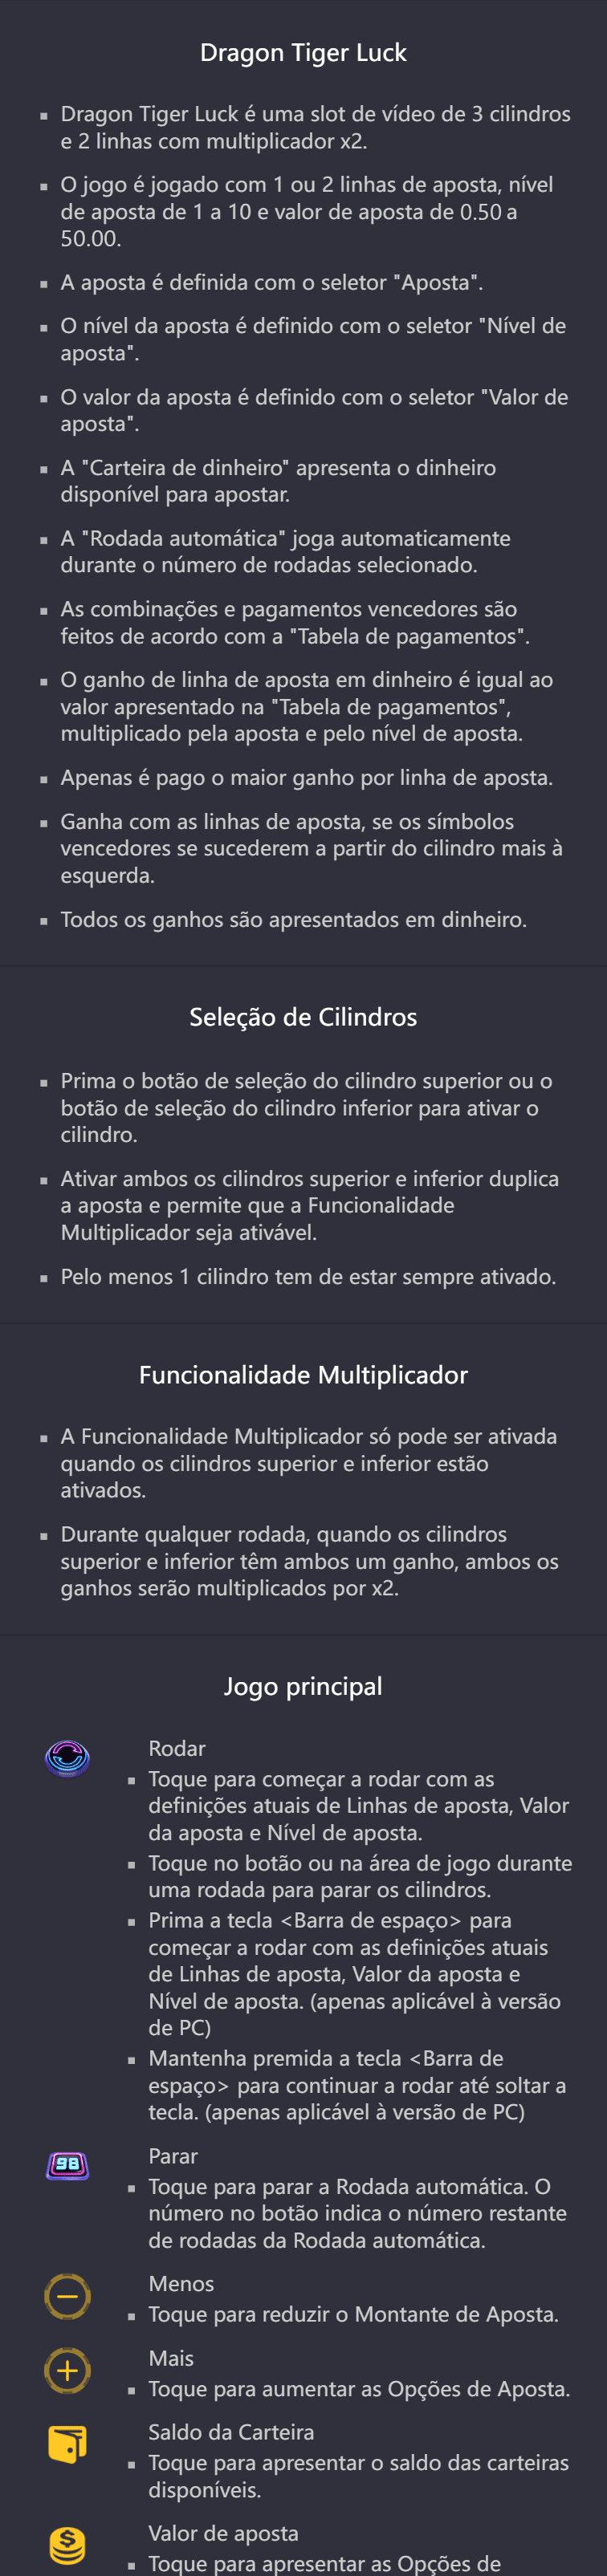 Dragon Tiger Luck
Dragon Tiger Luck é uma slot de vídeo de 3 cilindros
e 2 linhas com multiplicador x2.
O jogo é jogado com 1 ou 2 linhas de aposta, nível
de aposta de 1 a 10 e valor de aposta de 0.50 a
50.00.
A aposta é definida com o seletor "Aposta".
O nível da aposta é definido com o seletor "Nível de
aposta".
O valor da aposta é definido com o seletor "Valor de
aposta".
A "Carteira de dinheiro" apresenta o dinheiro
disponível para apostar.
A "Rodada automática" joga automaticamente
durante o número de rodadas selecionado.
As combinações e pagamentos vencedores são
feitos de acordo com a "Tabela de pagamentos".
O ganho de linha de aposta em dinheiro é igual ao
valor apresentado na "Tabela de pagamentos",
multiplicado pela aposta e pelo nível de aposta.
Apenas é pago o maior ganho por linha de aposta.
Ganha com as linhas de aposta, se os símbolos
vencedores se sucederem a partir do cilindro mais à
esquerda.
Todos os ganhos são apresentados em dinheiro.
Seleção de Cilindros
Prima o botão de seleção do cilindro superior ou o
botão de seleção do cilindro inferior para ativar o
cilindro.
Ativar ambos os cilindros superior e inferior duplica
a aposta e permite que a Funcionalidade
Multiplicador seja ativável.
Pelo menos 1 cilindro tem de estar sempre ativado.
Funcionalidade Multiplicador
A Funcionalidade Multiplicador só pode ser ativada
quando os cilindros superior e inferior estão
ativados.
Durante qualquer rodada, quando os cilindros
superior e inferior têm ambos um ganho, ambos os
ganhos serão multiplicados por x2.
Jogo principal
Rodar
Toque para começar a rodar com as
definições atuais de Linhas de aposta, Valor
da aposta e Nível de aposta.
Toque no botão ou na área de jogo durante
uma rodada para parar os cilindros.
Prima a tecla <Barra de espaço> para
começar a rodar com as definições atuais
de Linhas de aposta, Valor da aposta e
Nível de aposta. (apenas aplicável à versão
de PC)
Mantenha premida a tecla <Barra de
espaço> para continuar a rodar até soltar a
tecla. (apenas aplicável à versão de PC)
98
Parar
Toque para parar a Rodada automática. O
número no botão indica o número restante
de rodadas da Rodada automática.
Menos
Toque para reduzir o Montante de Aposta.
Mais
Toque para aumentar as Opções de Aposta.
Saldo da Carteira
Toque para apresentar o saldo das carteiras
disponíveis.
Valor de aposta
Toque para apresentar as Opções de